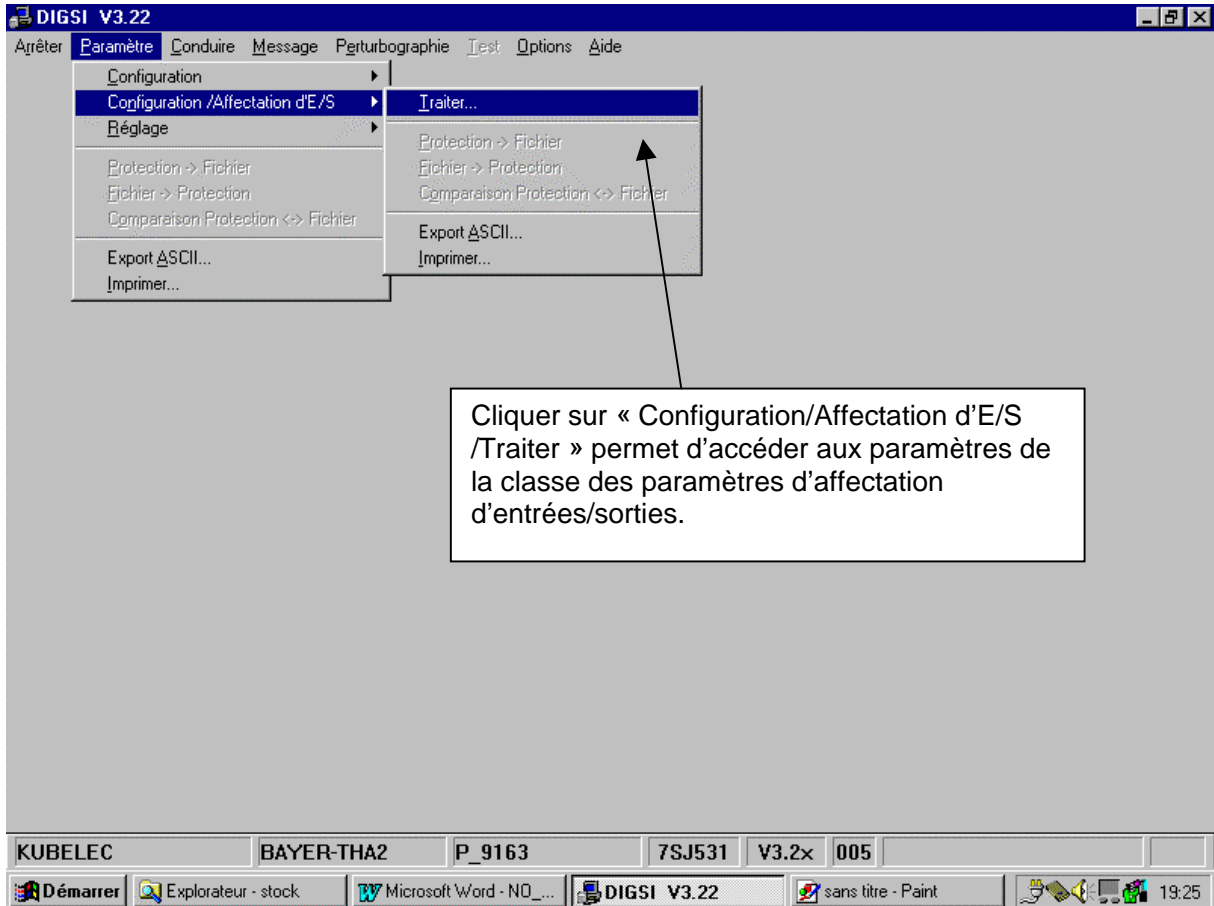 DIGSI V3.22
Arrêter Paramètre Conduire Message Perturbographie Test Options Aide
Configuration
Configuration /Affectation d'E/S
Réglage
Protection -> Fichier
Fichier -> Protection
Comparaison Protection <-> Fichier
Export ASCII...
Imprimer...
Traiter...
Protection -> Fichier
Fichier -> Protection
Comparaison Protection <-> Fichier
Export ASCII...
Imprimer...
Cliquer sur « Configuration/Affectation d’E/S
/Traiter » permet d’accéder aux paramètres de
la classe des paramètres d’affectation
d’entrées/sorties.
KUBELEC BAYER-THA2 P_9163 7SJ531 V3.2x 005
Démarrer Explorateur - stock Microsoft Word - NO_... DIGSI V3.22 sans titre - Paint 19:25